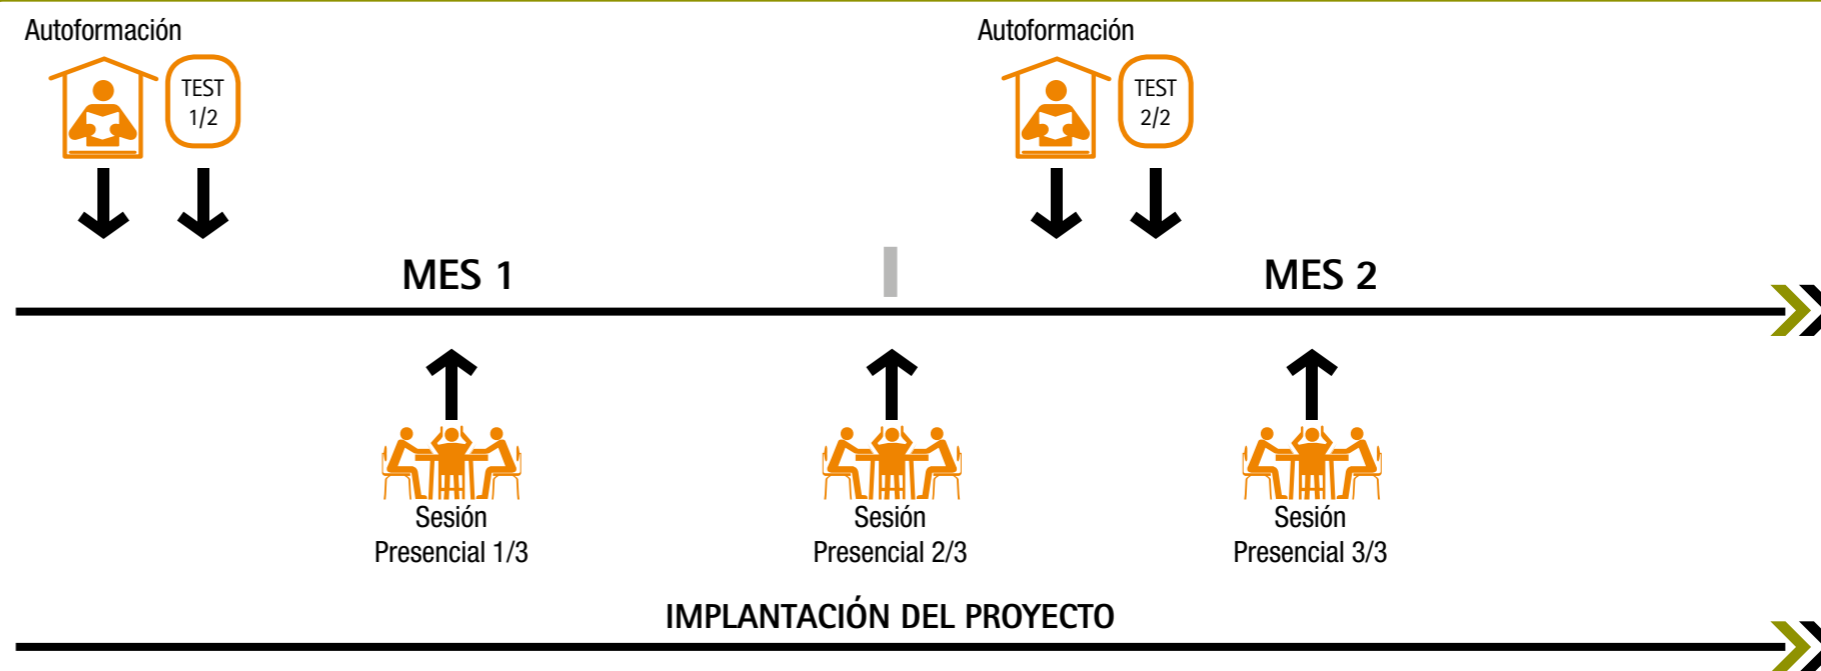 Autoformación
TEST
1/2
Autoformación
TEST
2/2
MES 1
MES 2
Sesión
Presencial 1/3
Sesión
Presencial 2/3
Sesión
Presencial 3/3
IMPLANTACIÓN DEL PROYECTO